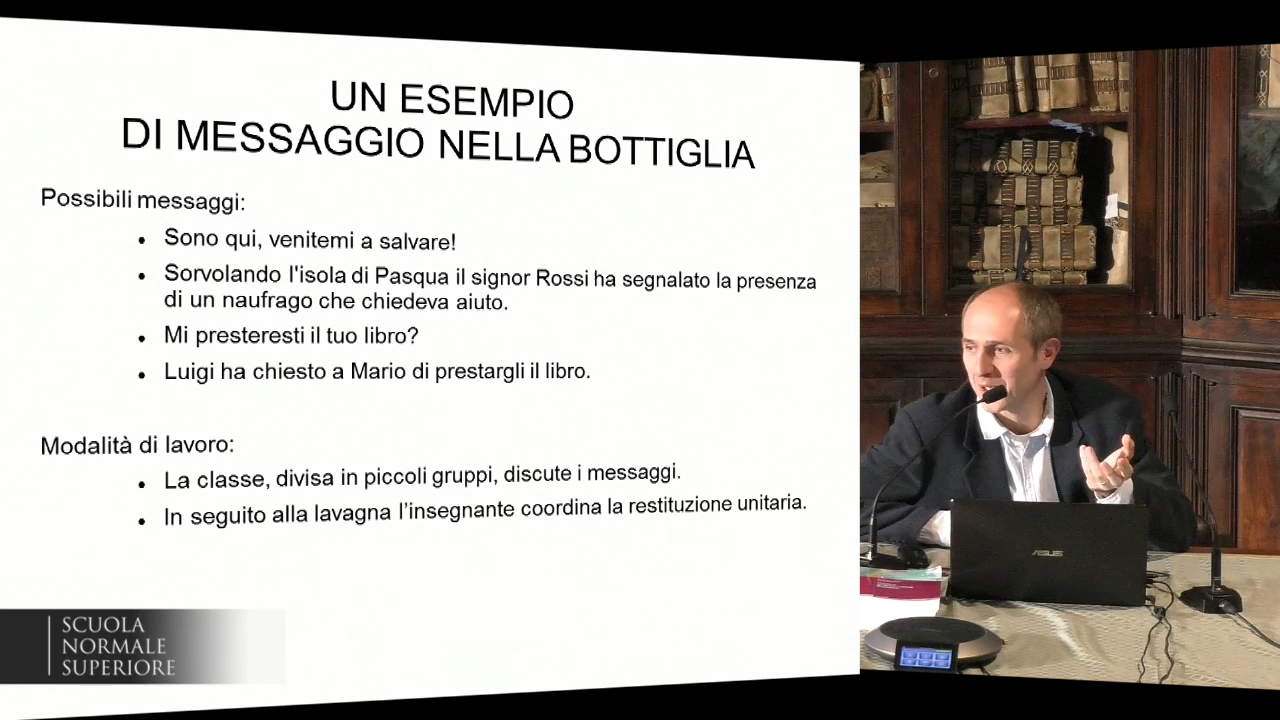 UN ESEMPIO
DI MESSAGGIO NELLA BOTTIGLIA
Possibili messaggi:
• Sono qui, venitemi a salvare!
• Sorvolando l'isola di Pasqua il signor Rossi ha segnalato la presenza
di un naufrago che chiedeva aiuto.
• Mi presteresti il tuo libro?
• Luigi ha chiesto a Mario di prestargli il libro.
Modalità di lavoro:
• La classe, divisa in piccoli gruppi, discute i messaggi.
• In seguito alla lavagna l’insegnante coordina la restituzione unitaria.
SCUOLA
NORMALE
SUPERIORE
ASUS